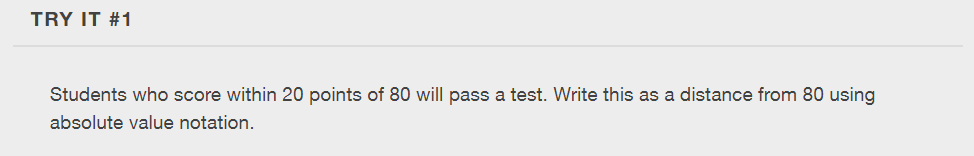 TRY IT #1
Students who score within 20 points of 80 will pass a test. Write this as a distance from 80 using
absolute value notation.